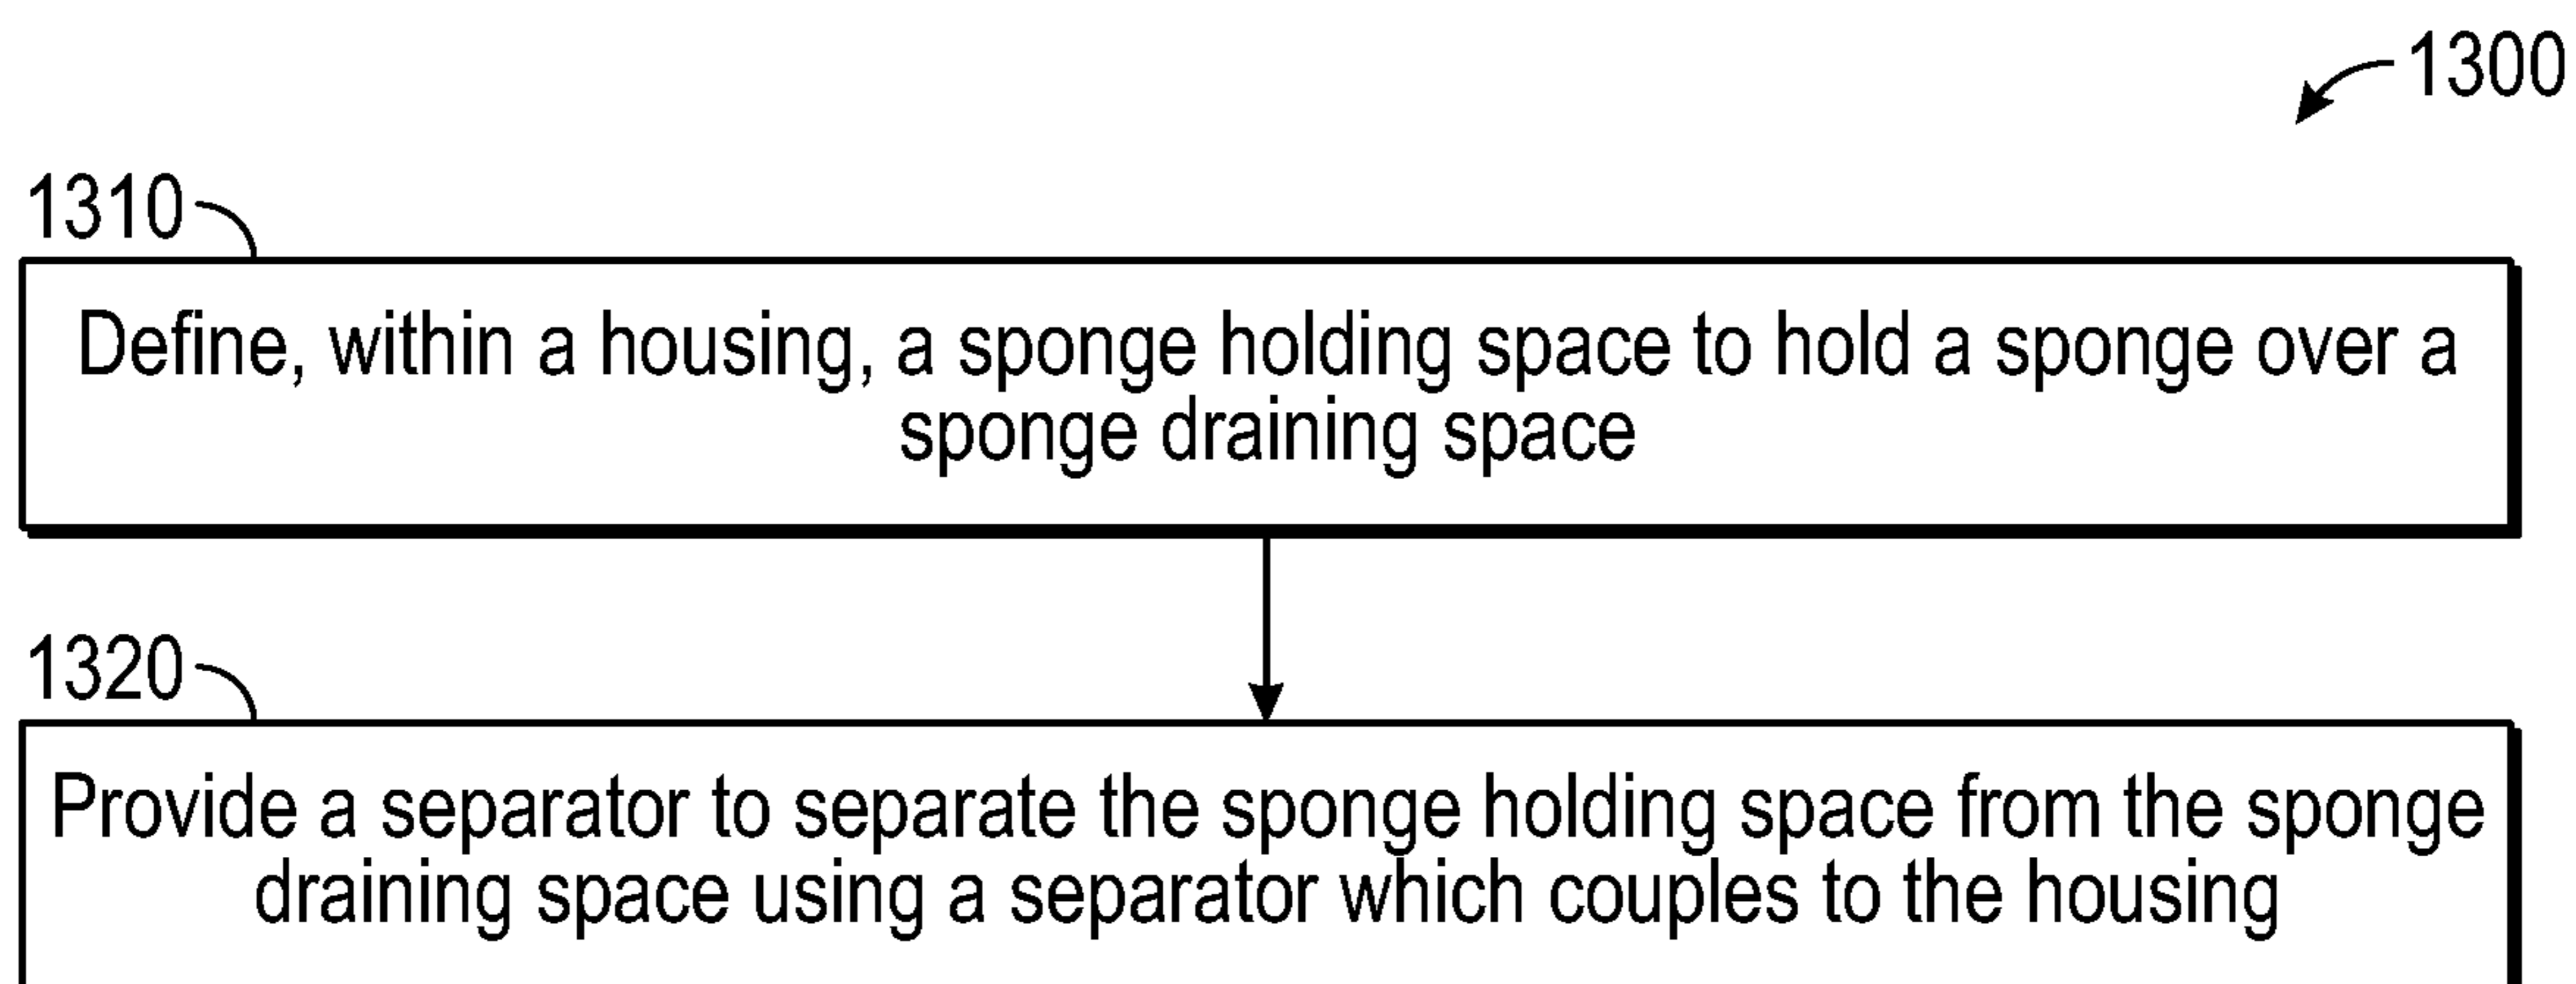 1300
1310
Define, within a housing, a sponge holding space to hold a sponge over a
sponge draining space
1320
Provide a separator to separate the sponge holding space from the sponge
draining space using a separator which couples to the housing